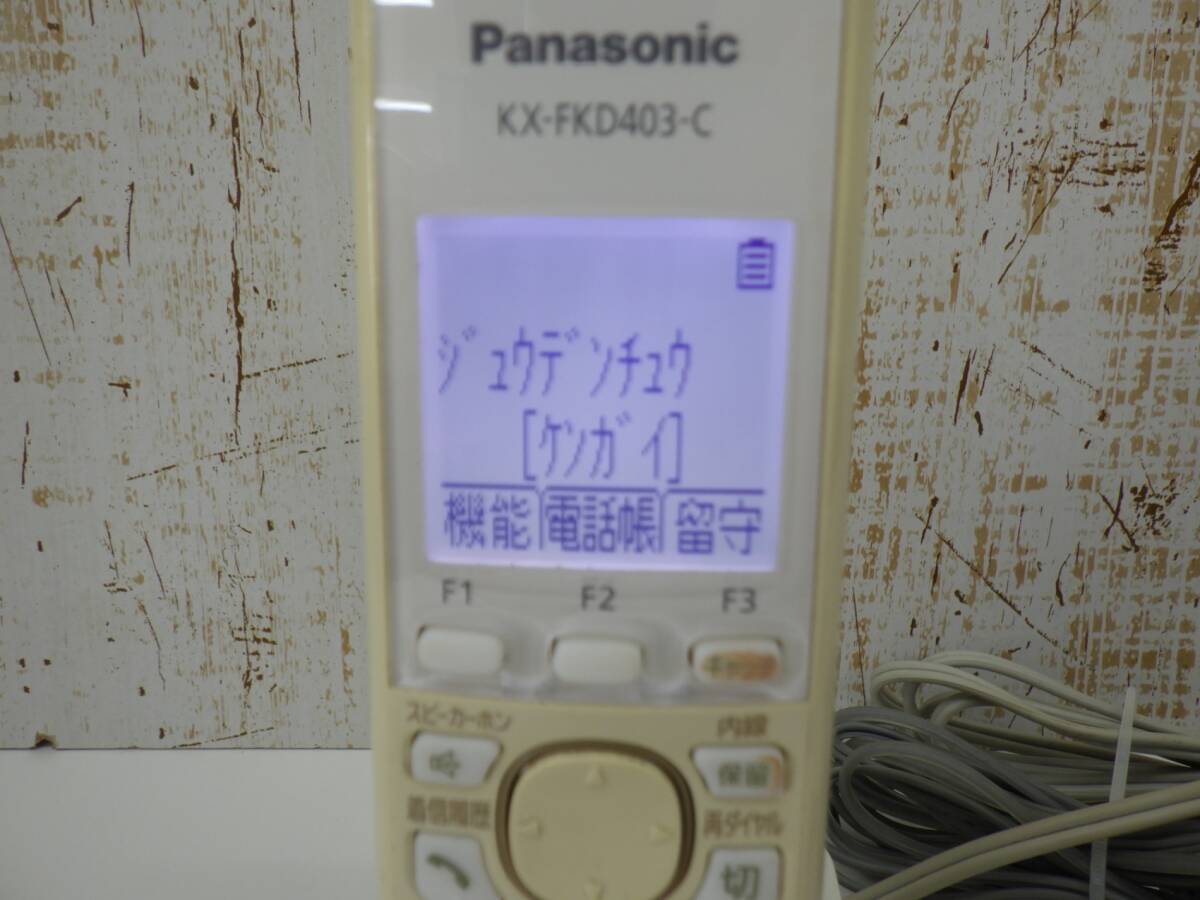 Panasonic
KX-FKD403-C
ｼﾞｭｳﾃﾞﾝﾁｭｳ
[ｹﾝｶﾞｲ]
機能 電話帳 留守
F1 F2 F3
スピーカーホン 内線
保留
着信履歴 再ダイヤル
切